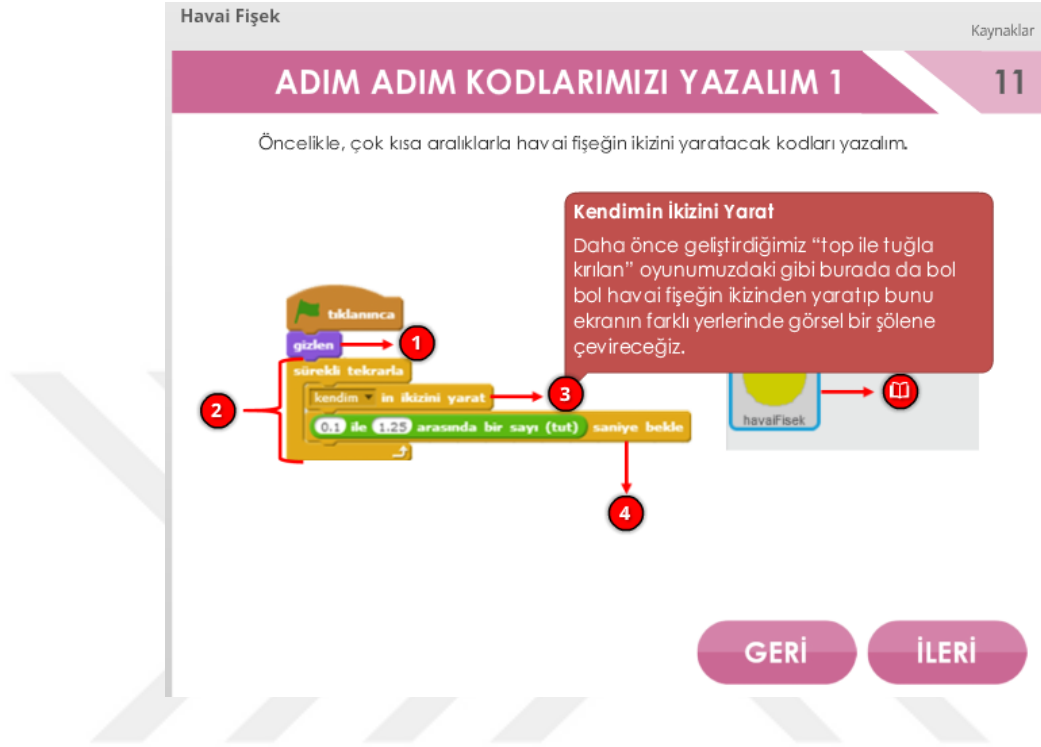 Havai Fişek
Kaynaklar
ADIM ADIM KODLARIMIZI YAZALIM 1
11
Öncelikle, çok kısa aralıklarla havai fişeğin ikizini yaratacak kodları yazalım.
Kendimin İkizini Yarat
Daha önce geliştirdiğimiz “top ile tuğla
kırılan” oyunumuzdaki gibi burada da bol
bol havai fişeğin ikizinden yaratıp bunu
ekranın farklı yerlerinde görsel bir şölene
çevireceğiz.
tıklanınca
gizlen
1
sürekli tekrarla
2
kendim in ikizini yarat
3
0.1 ile 1.25 arasında bir sayı (tut) saniye bekle
havaiFisek
4
GERİ
İLERİ